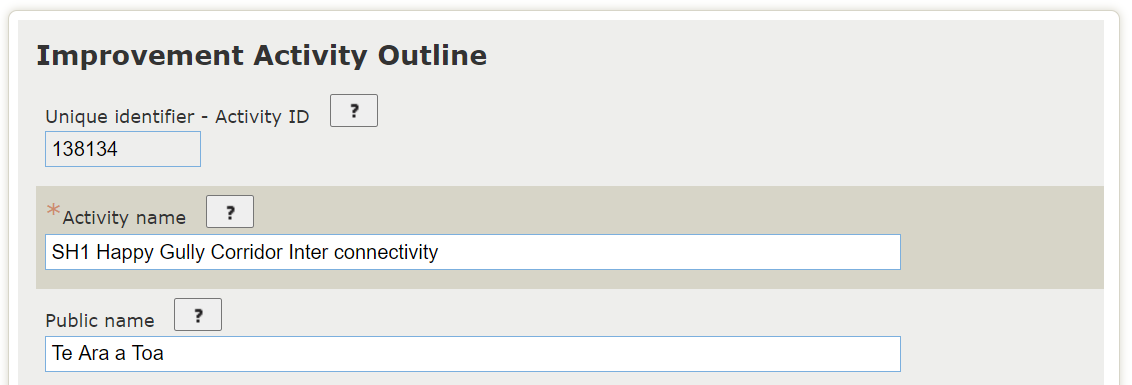 Improvement Activity Outline
Unique identifier - Activity ID ?
138134
*Activity name ?
SH1 Happy Gully Corridor Inter connectivity
Public name ?
Te Ara a Toa